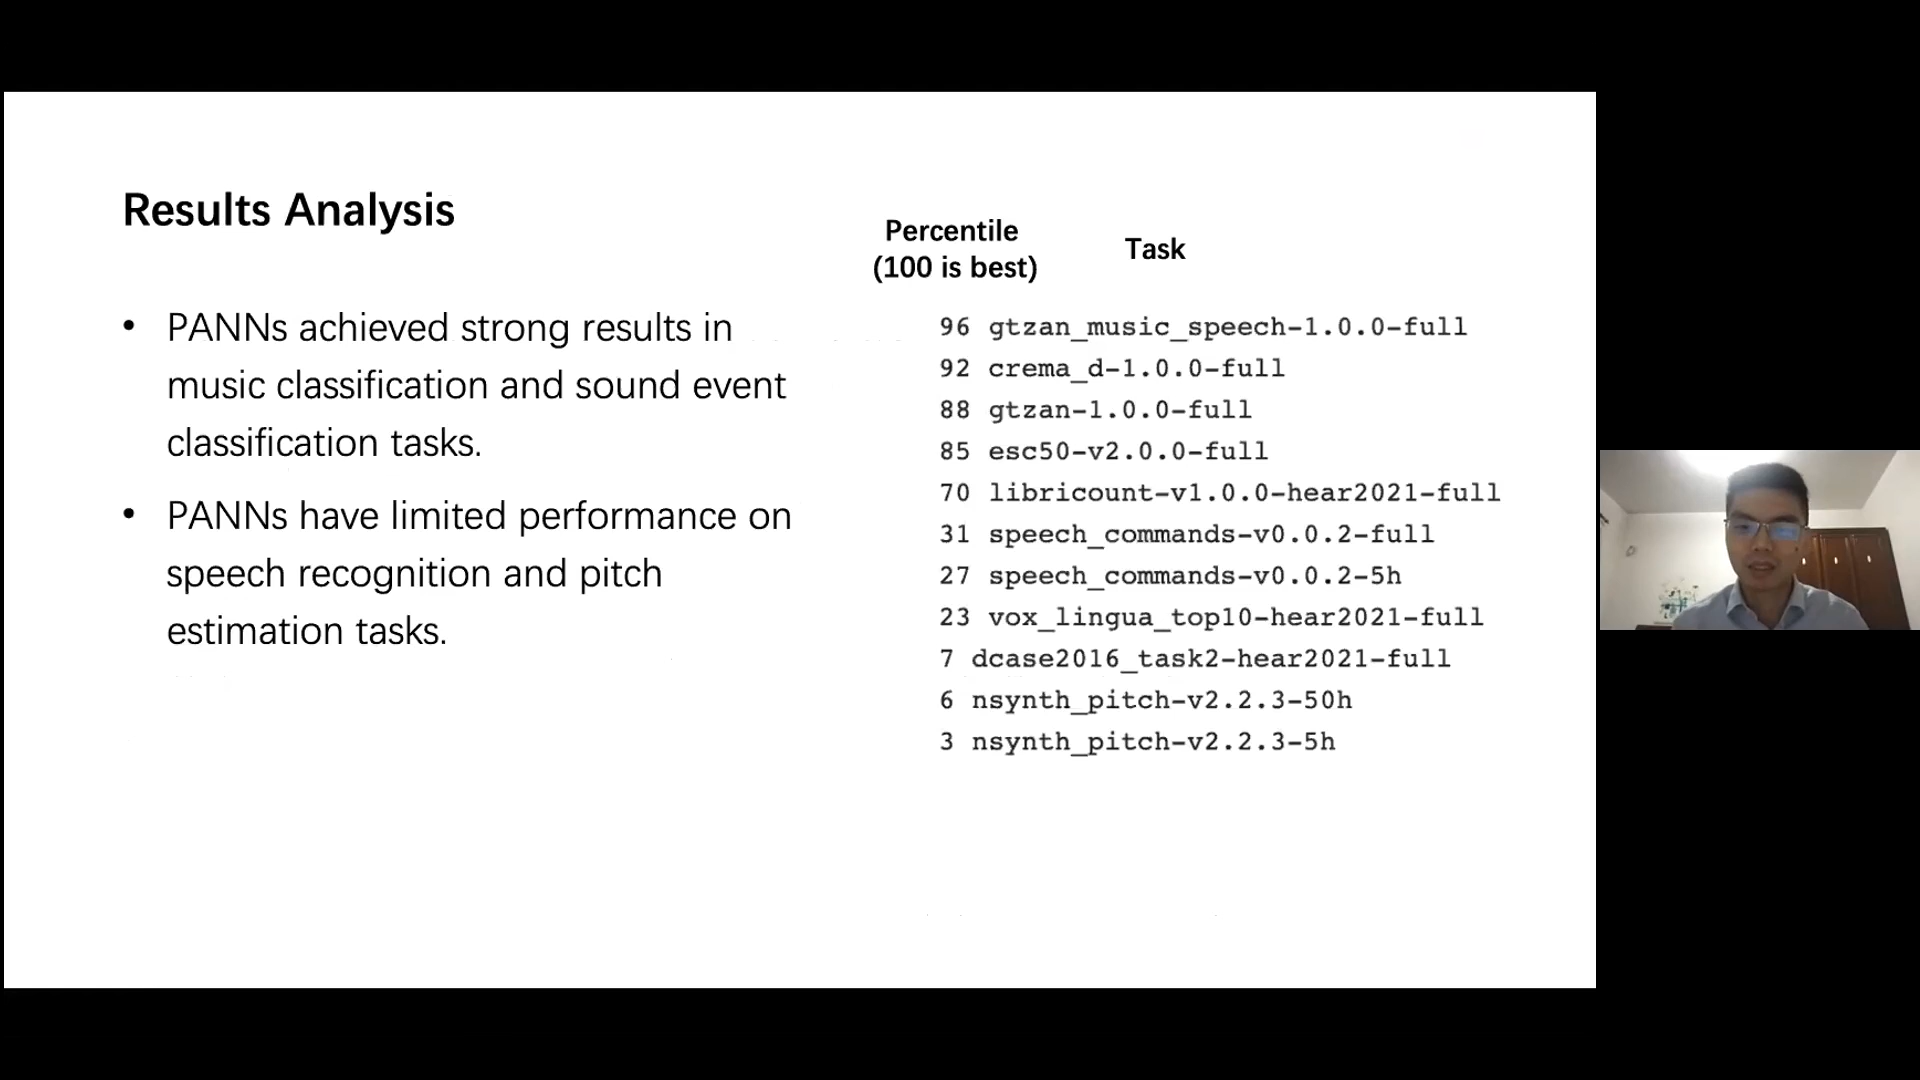 Results Analysis
• PANNs achieved strong results in
music classification and sound event
classification tasks.
• PANNs have limited performance on
speech recognition and pitch
estimation tasks.
Percentile
(100 is best)
Task
96 gtzan_music_speech-1.0.0-full
92 crema_d-1.0.0-full
88 gtzan-1.0.0-full
85 esc50-v2.0.0-full
70 libricount-v1.0.0-hear2021-full
31 speech_commands-v0.0.2-full
27 speech_commands-v0.0.2-5h
23 vox_lingua_top10-hear2021-full
7 dcase2016_task2-hear2021-full
6 nsynth_pitch-v2.2.3-50h
3 nsynth_pitch-v2.2.3-5h